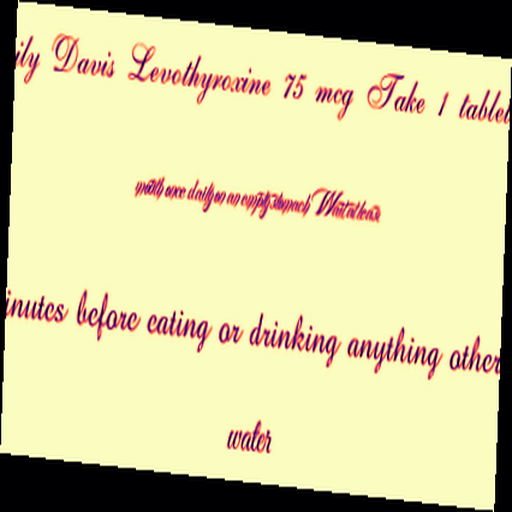 ily Davis Levothyroxine 75 mcg Take 1 tablet
mouth once daily on an empty stomach Wait at least
inutes before eating or drinking anything other
water